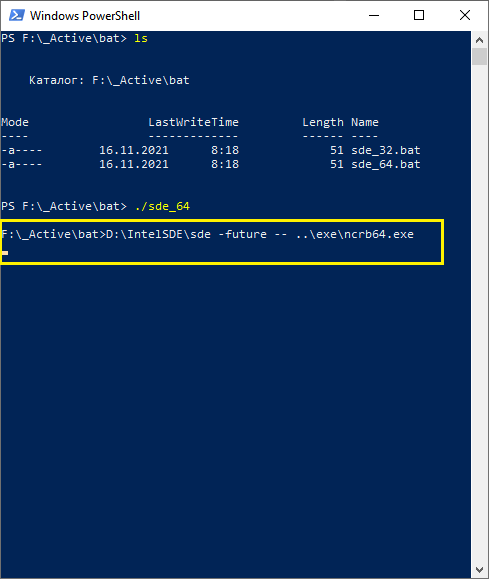 Windows PowerShell
PS F:\_Active\bat> ls
Каталог: F:\_Active\bat
Mode LastWriteTime Length Name
---- ------------- ------ ----
-a---- 16.11.2021 8:18 51 sde_32.bat
-a---- 16.11.2021 8:18 51 sde_64.bat
PS F:\_Active\bat> ./sde_64
F:\_Active\bat>D:\IntelSDE\sde -future -- ..\exe\ncrb64.exe